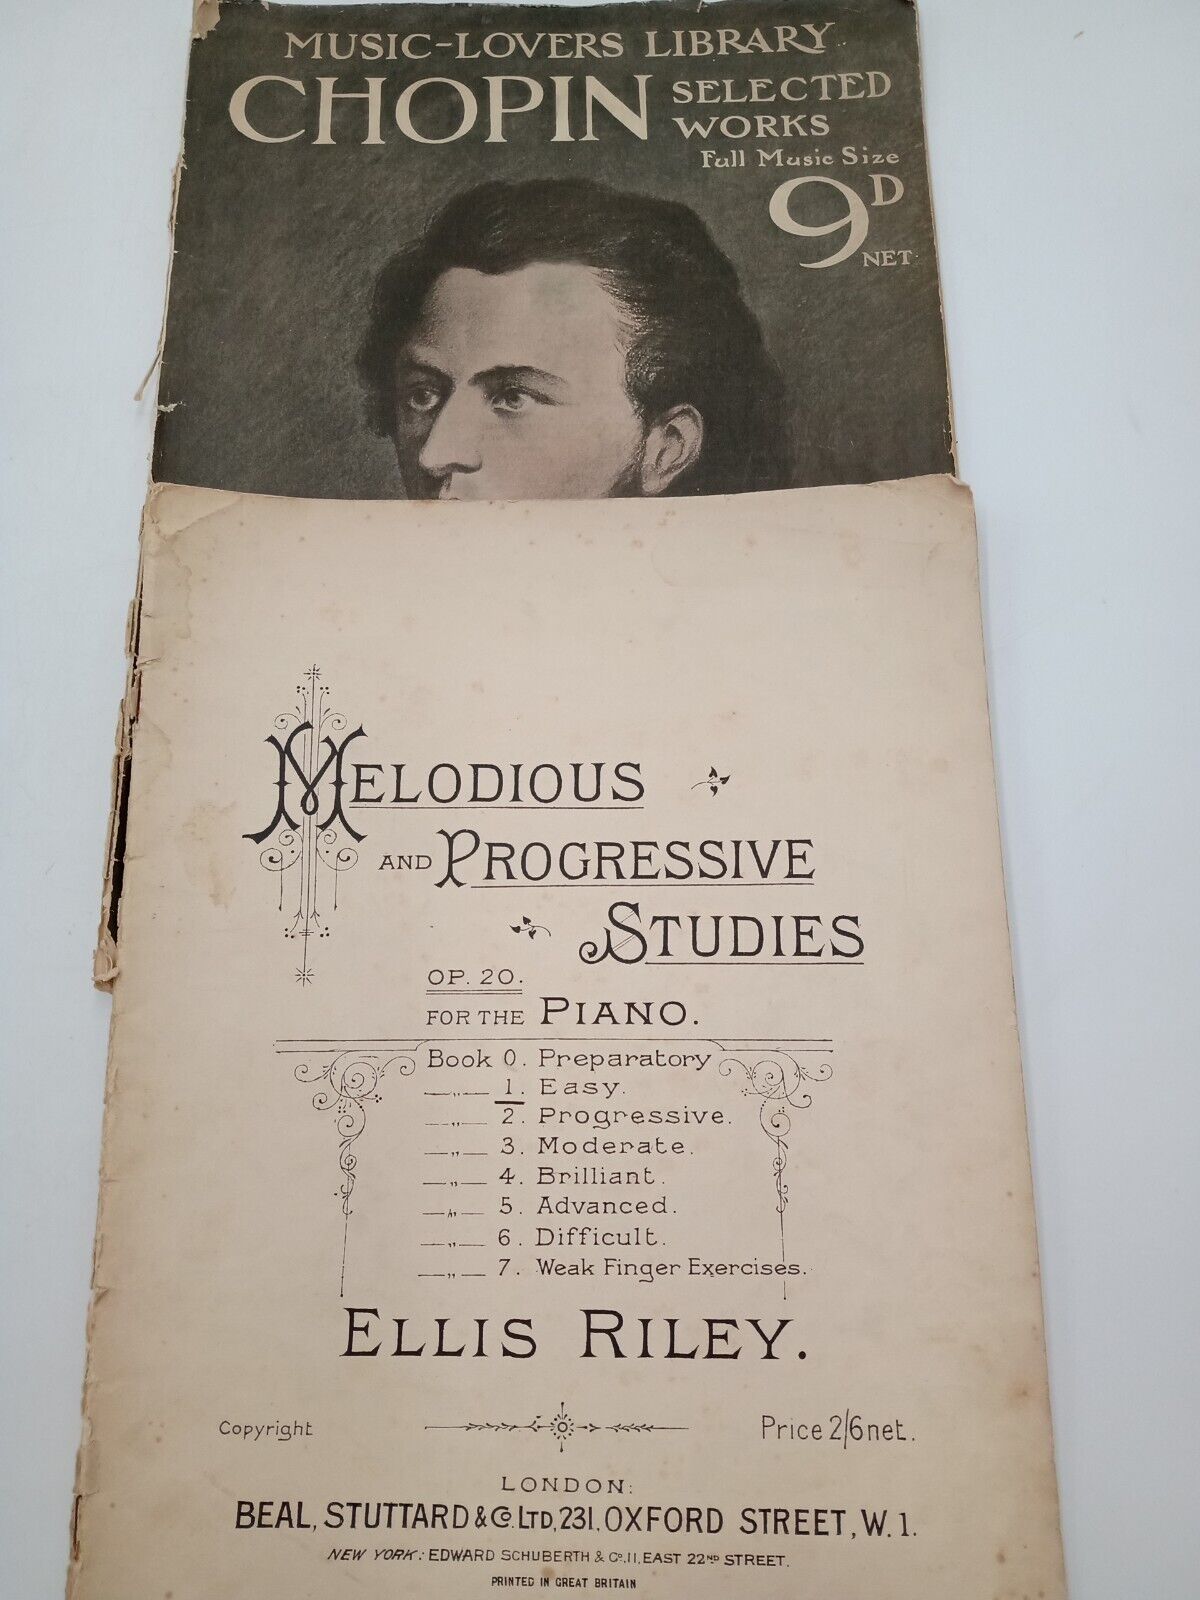 MUSIC-LOVERS LIBRARY
CHOPIN SELECTED
WORKS
Full Music Size
9D
NET
MELODIOUS
AND PROGRESSIVE
STUDIES
OP. 20.
FOR THE PIANO.
Book 0. Preparatory
„ 1. Easy.
„ 2. Progressive.
„ 3. Moderate.
„ 4. Brilliant.
„ 5. Advanced.
„ 6. Difficult.
„ 7. Weak Finger Exercises.
ELLIS RILEY.
Copyright Price 2/6 net.
LONDON:
BEAL, STUTTARD & Co. LTD, 231, OXFORD STREET, W. 1.
NEW YORK: EDWARD SCHUBERTH & Co. 11, EAST 22ND STREET.
PRINTED IN GREAT BRITAIN